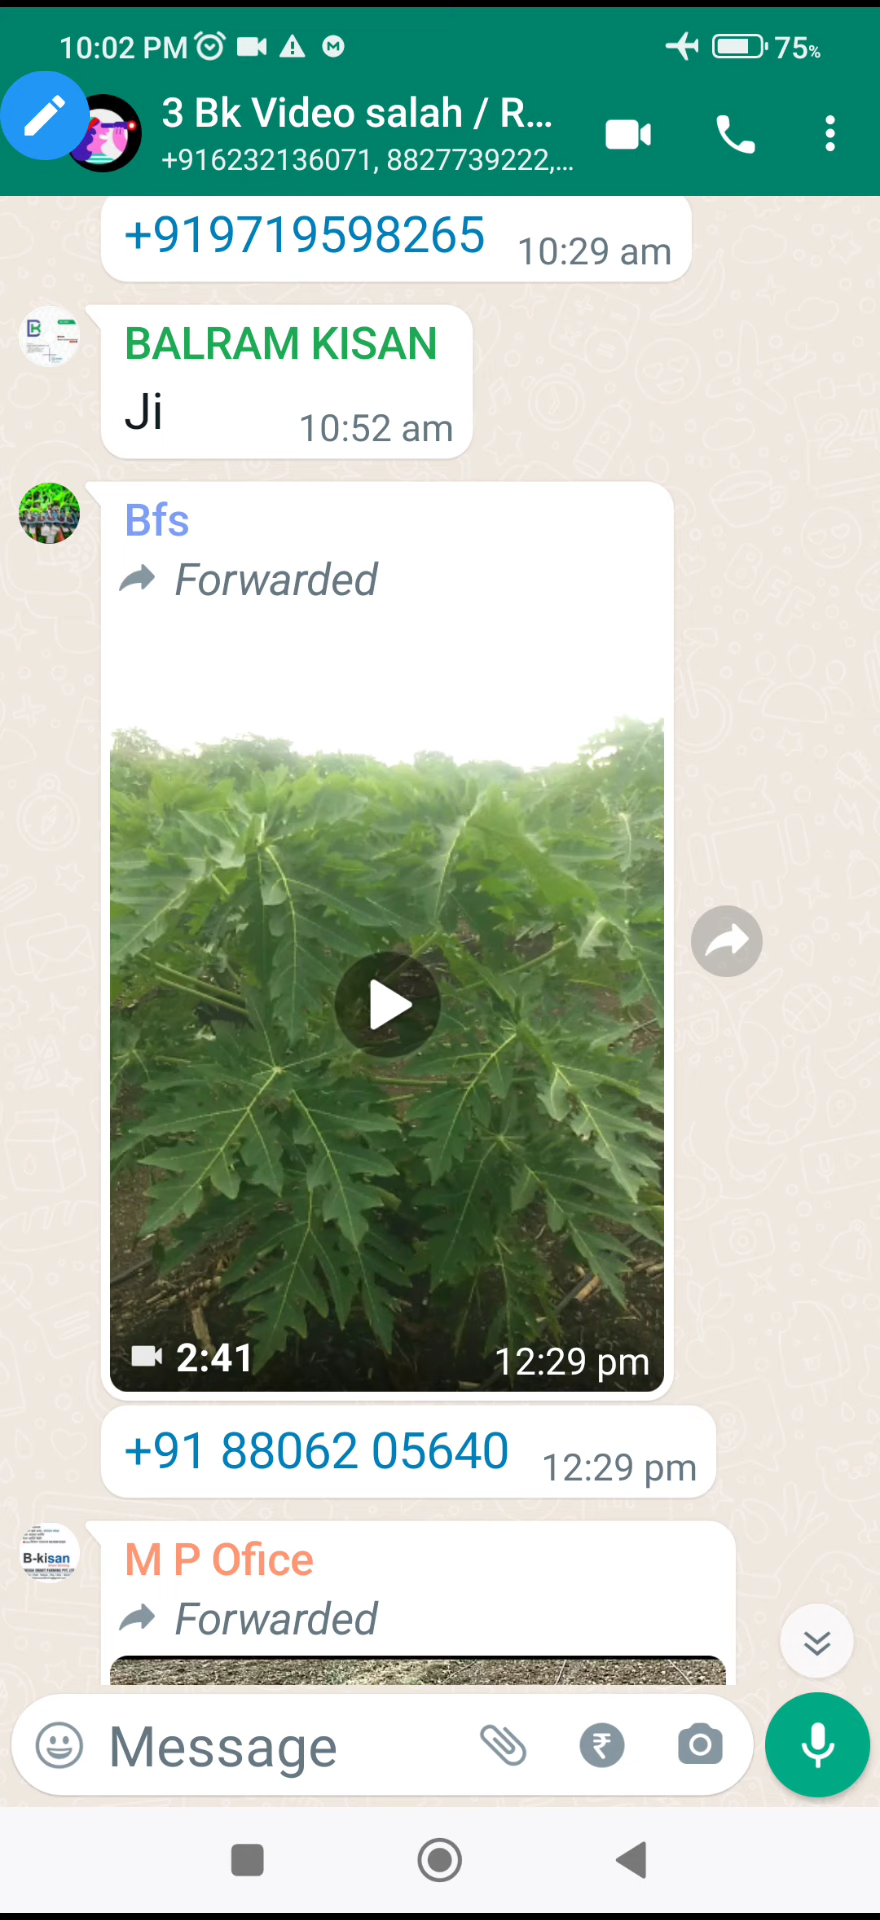 10:02 PM
75%
3 Bk Video salah / R...
+916232136071, 8827739222,...
+919719598265 10:29 am
BALRAM KISAN
Ji 10:52 am
Bfs
Forwarded
2:41 12:29 pm
+91 88062 05640 12:29 pm
B-kisan
M P Ofice
Forwarded
Message